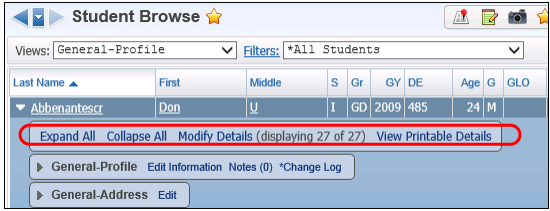 Student Browse
Views: General-Profile Filters: *All Students
Last Name First Middle S Gr GY DE Age G GLO
Abbenantescr Don U I GD 2009 485 24 M
Expand All Collapse All Modify Details (displaying 27 of 27) View Printable Details
General-Profile Edit Information Notes (0) *Change Log
General-Address Edit